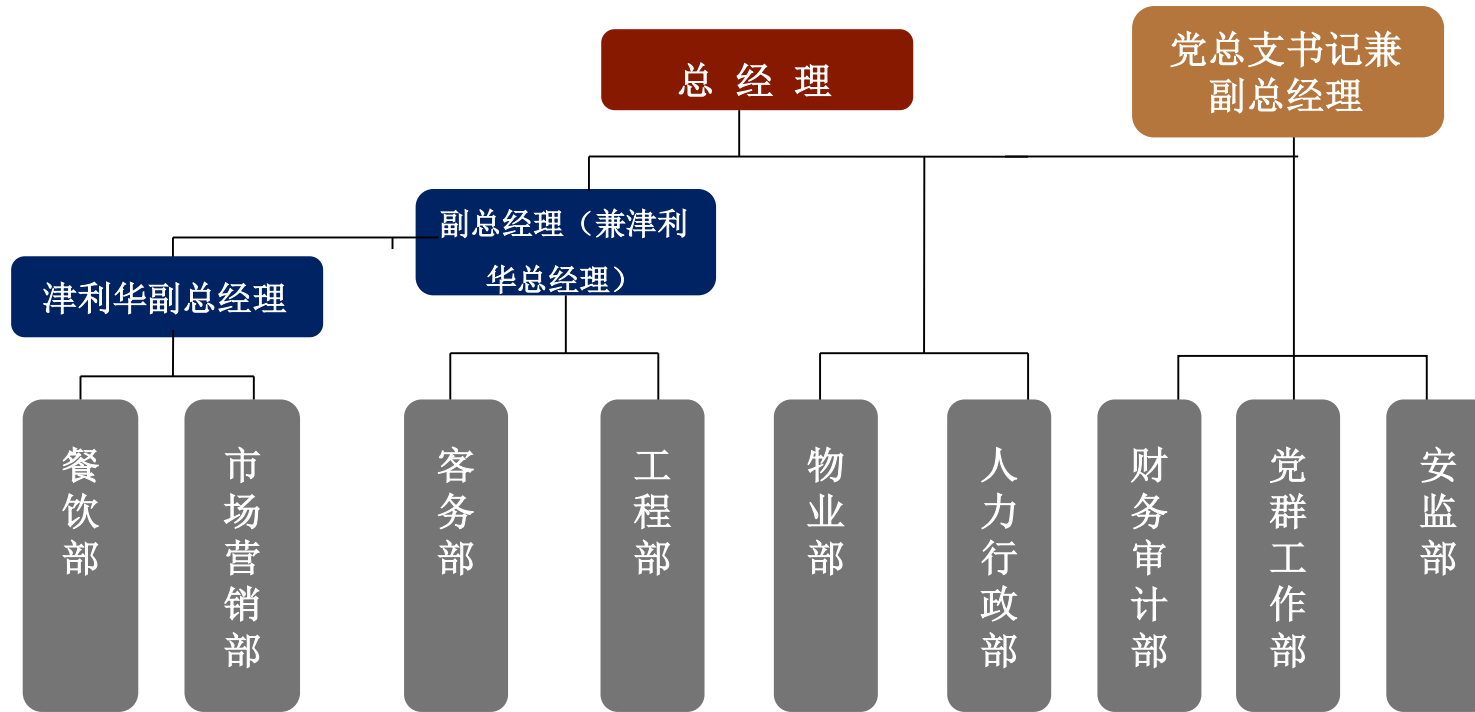 总 经 理
党总支书记兼
副总经理
副总经理（兼津利
华总经理）
津利华副总经理
餐饮部
市场营销部
客务部
工程部
物业部
人力行政部
财务审计部
党群工作部
安监部